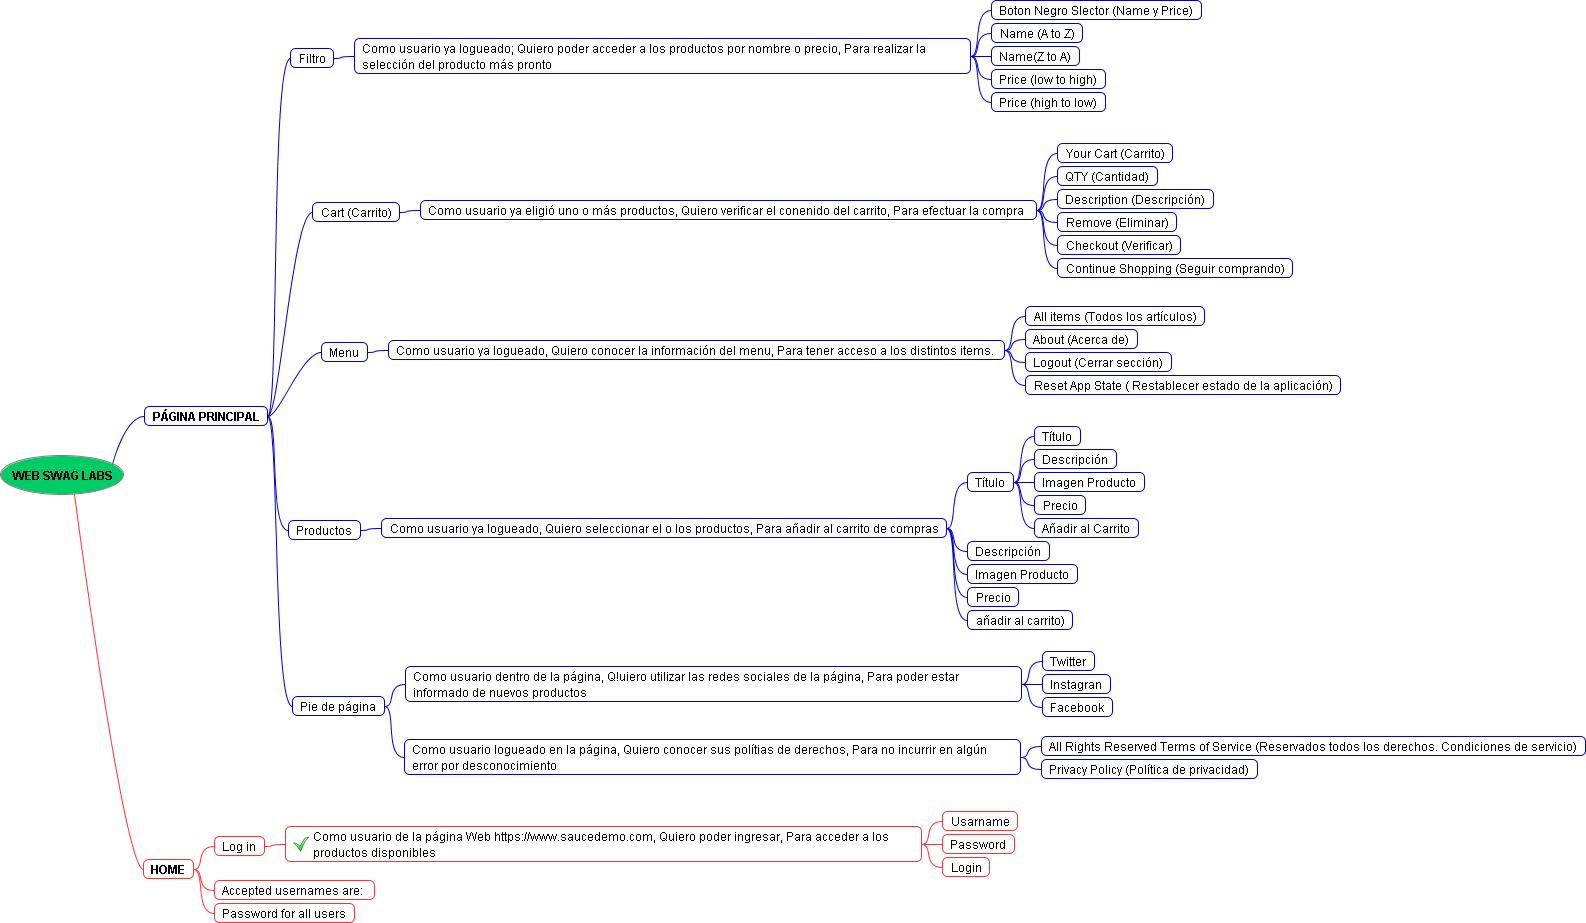 WEB SWAG LABS
PÁGINA PRINCIPAL
Filtro
Como usuario ya logueado; Quiero poder acceder a los productos por nombre o precio, Para realizar la
selección del producto más pronto
Boton Negro Slector (Name y Price)
Name (A to Z)
Name(Z to A)
Price (low to high)
Price (high to low)
Cart (Carrito)
Como usuario ya eligió uno o más productos, Quiero verificar el conenido del carrito, Para efectuar la compra
Your Cart (Carrito)
QTY (Cantidad)
Description (Descripción)
Remove (Eliminar)
Checkout (Verificar)
Continue Shopping (Seguir comprando)
Menu
Como usuario ya logueado, Quiero conocer la información del menu, Para tener acceso a los distintos items.
All items (Todos los artículos)
About (Acerca de)
Logout (Cerrar sección)
Reset App State ( Restablecer estado de la aplicación)
Productos
Como usuario ya logueado, Quiero seleccionar el o los productos, Para añadir al carrito de compras
Título
Título
Descripción
Imagen Producto
Precio
Añadir al Carrito
Descripción
Imagen Producto
Precio
añadir al carrito)
Pie de página
Como usuario dentro de la página, Q!uiero utilizar las redes sociales de la página, Para poder estar
informado de nuevos productos
Twitter
Instagran
Facebook
Como usuario logueado en la página, Quiero conocer sus polítias de derechos, Para no incurrir en algún
error por desconocimiento
All Rights Reserved Terms of Service (Reservados todos los derechos. Condiciones de servicio)
Privacy Policy (Política de privacidad)
HOME
Log in
Como usuario de la página Web https://www.saucedemo.com, Quiero poder ingresar, Para acceder a los
productos disponibles
Usarname
Password
Login
Accepted usernames are:
Password for all users